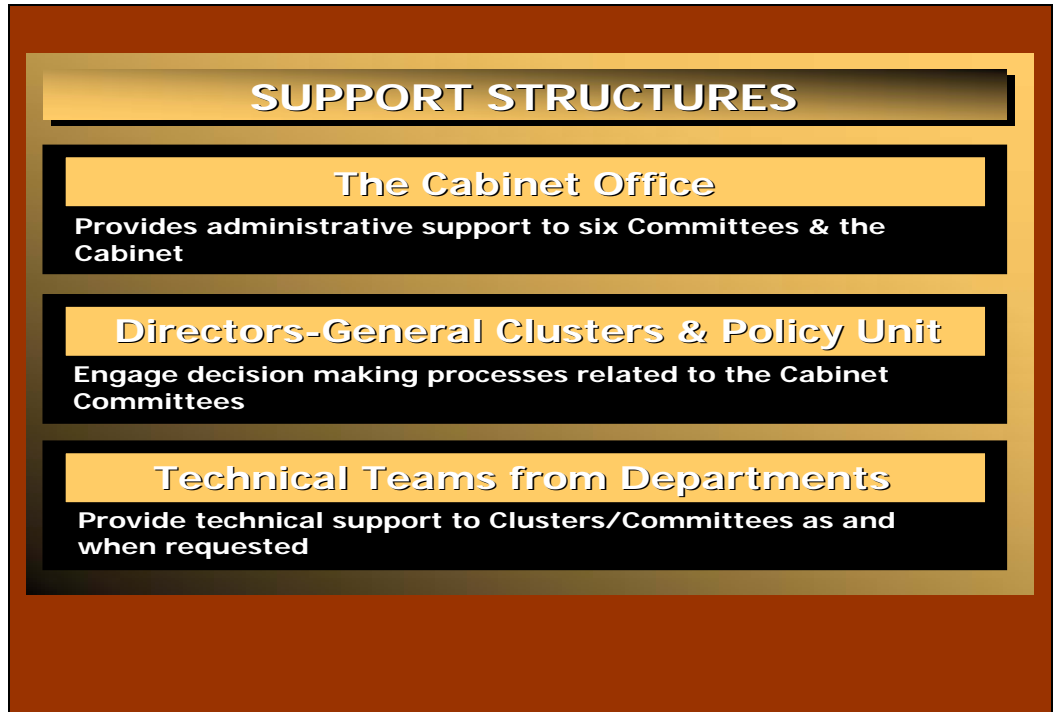 SUPPORT STRUCTURES
The Cabinet Office
Provides administrative support to six Committees & the
Cabinet
Directors-General Clusters & Policy Unit
Engage decision making processes related to the Cabinet
Committees
Technical Teams from Departments
Provide technical support to Clusters/Committees as and
when requested